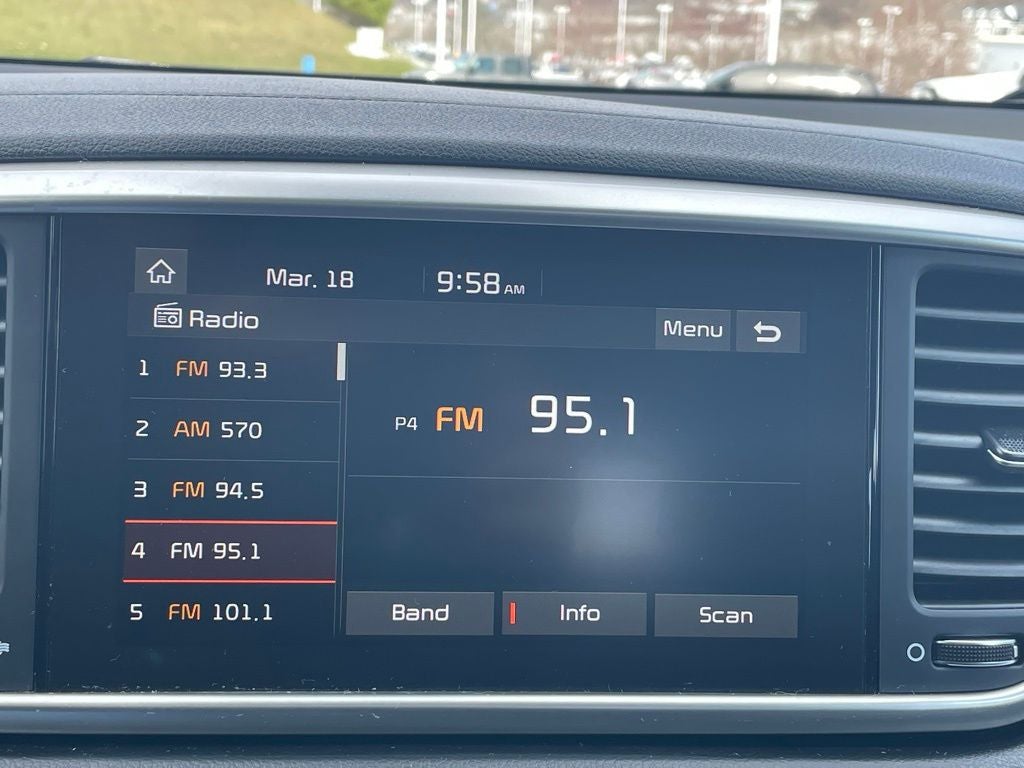 Mar. 18 9:58 AM
Radio Menu
1 FM 93.3
2 AM 570
3 FM 94.5
4 FM 95.1
5 FM 101.1
P4 FM 95.1
Band Info Scan